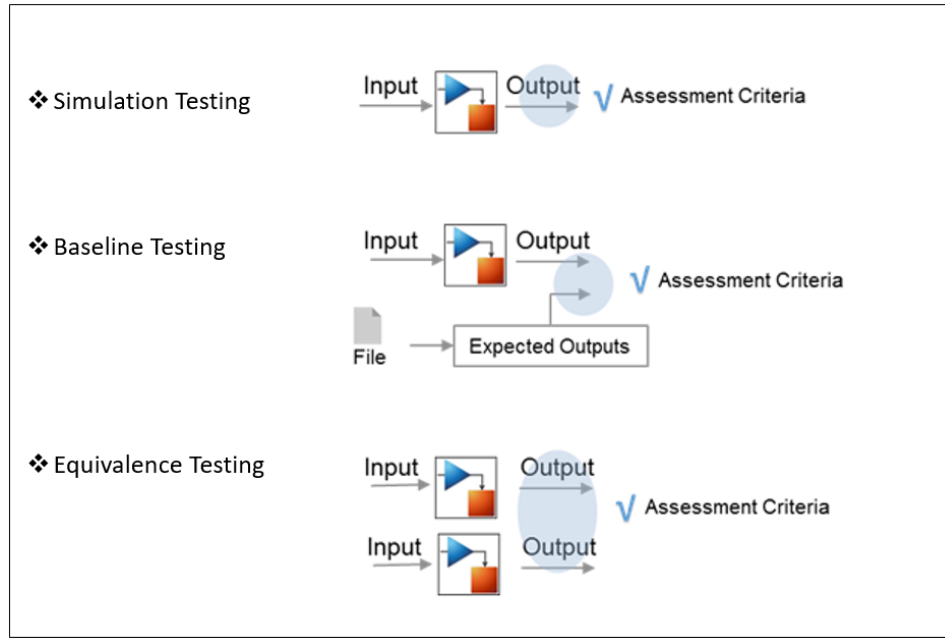 ❖ Simulation Testing
Input Output √ Assessment Criteria
❖ Baseline Testing
Input Output
√ Assessment Criteria
File
Expected Outputs
❖ Equivalence Testing
Input Output
√ Assessment Criteria
Input Output